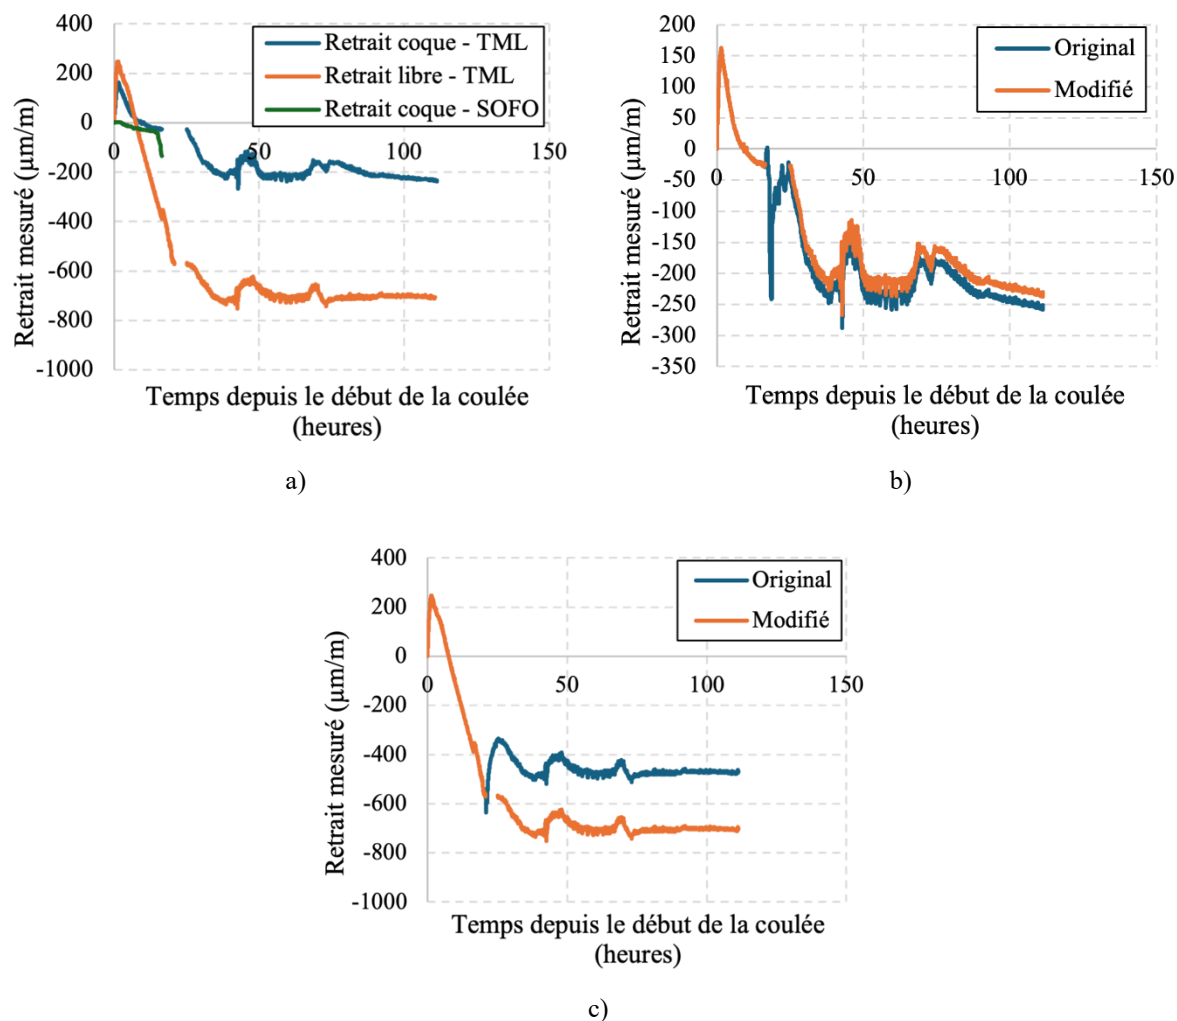 400
200
0
-200
-400
-600
-800
-1000
0
50
100
150
Retrait mesuré (µm/m)
Temps depuis le début de la coulée
(heures)
Retrait coque - TML
Retrait libre - TML
Retrait coque - SOFO
a)
200
150
100
50
0
-50
-100
-150
-200
-250
-300
-350
0
50
100
150
Retrait mesuré (µm/m)
Temps depuis le début de la coulée
(heures)
Original
Modifié
b)
400
200
0
-200
-400
-600
-800
-1000
0
50
100
150
Retrait mesuré (µm/m)
Temps depuis le début de la coulée
(heures)
Original
Modifié
c)